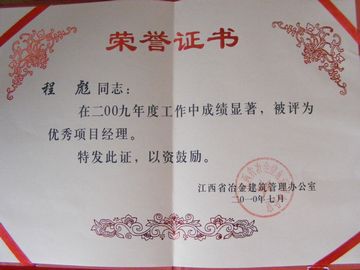 荣誉证书
程 彪 同志：
在二00九年度工作中成绩显著，被评为
优秀项目经理。
特发此证，以资鼓励。
江西省冶金建筑管理办公室
二0一0年七月